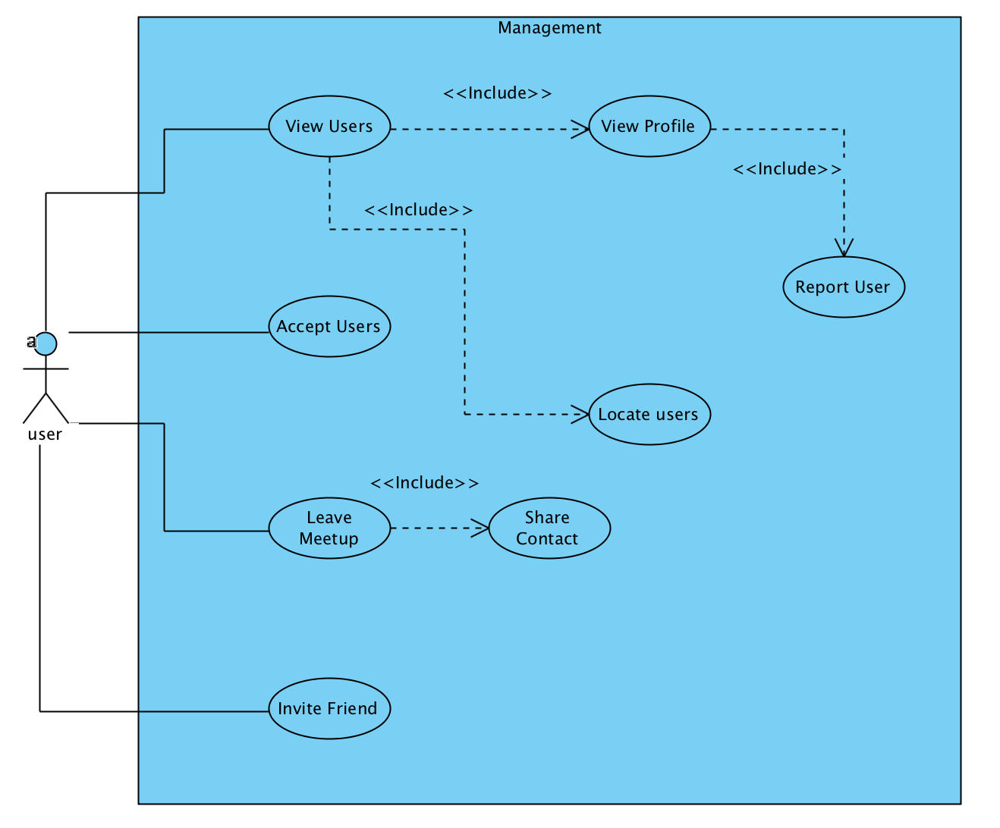 Management
<<Include>>
View Users
View Profile
<<Include>>
<<Include>>
Report User
Accept Users
a
Locate users
user
<<Include>>
Leave
Meetup
Share
Contact
Invite Friend